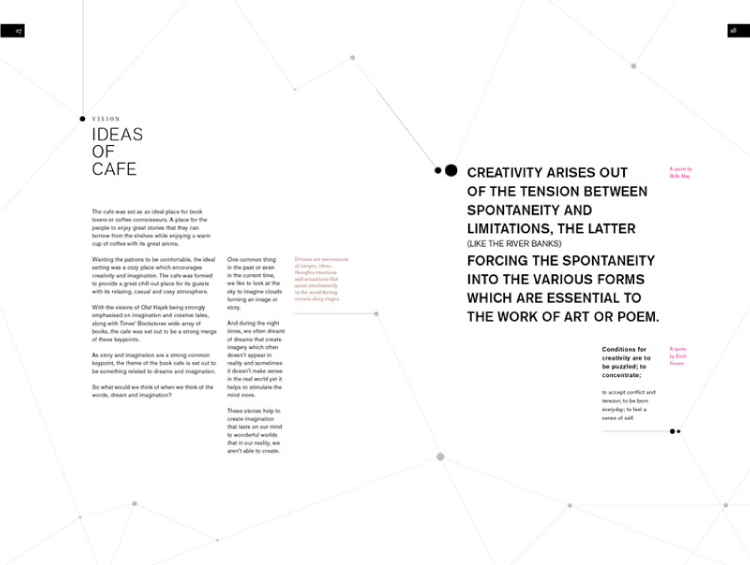 27
28
VISION
IDEAS
OF
CAFE
The cafe was set as an ideal place for book
lovers or coffee connoisseurs. A place for the
people to enjoy great stories that they can
borrow from the shelves while enjoying a warm
cup of coffee with its great aroma.
Wanting the patrons to be comfortable, the ideal
setting was a cozy place which encourages
creativity and imagination. The cafe was formed
to provide a great chill-out place for its guests
with its relaxing, casual and cosy atmosphere.
With the visions of Olaf Hajek being strongly
emphasised on imagination and creative tales,
along with Times' Bookstores wide array of
books, the cafe was set out to be a strong merge
of these keypoints.
As story and imagination are a strong common
keypoint, the theme of the book cafe is set out to
be something related to dreams and imagination.
So what would we think of when we think of the
words, dream and imagination?
One common thing
in the past or even
in the current time,
we like to look at the
sky to imagine clouds
forming an image or
story.
And during the night
times, we often dreamt
of dreams that create
imagery which often
doesn't appear in
reality and sometimes
it doesn't make sense
in the real world yet it
helps to stimulate the
mind more.
These stories help to
create imagination
that lasts on our mind
to wonderful worlds
that in our reality, we
aren't able to create.
Dreams are successions
of images, ideas,
thoughts emotions
and sensations that
occur involuntarily
in the mind during
certain sleep stages.
CREATIVITY ARISES OUT
OF THE TENSION BETWEEN
SPONTANEITY AND
LIMITATIONS, THE LATTER
(LIKE THE RIVER BANKS)
FORCING THE SPONTANEITY
INTO THE VARIOUS FORMS
WHICH ARE ESSENTIAL TO
THE WORK OF ART OR POEM.
A quote by
Rollo May
Conditions for
creativity are to
be puzzled; to
concentrate;
to accept conflict and
tension; to be born
everyday; to feel a
sense of self.
A quote
by Erich
Fromm